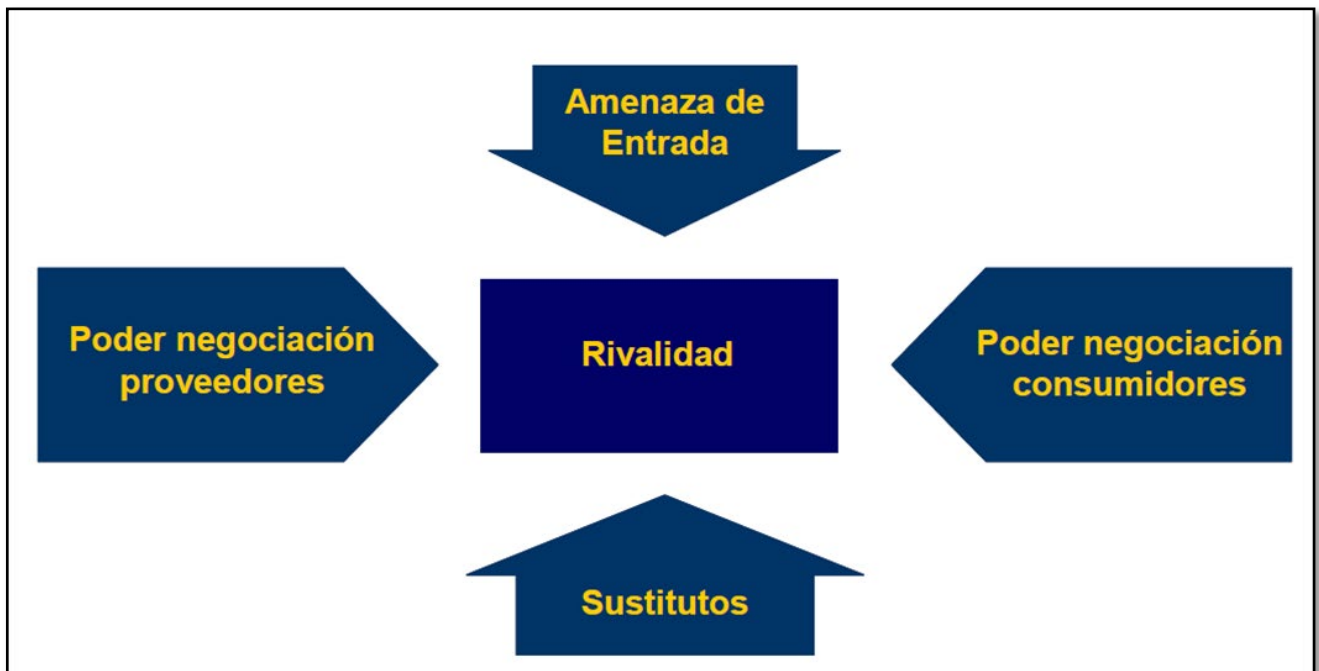 Amenaza de
Entrada
Poder negociación
proveedores
Rivalidad
Poder negociación
consumidores
Sustitutos